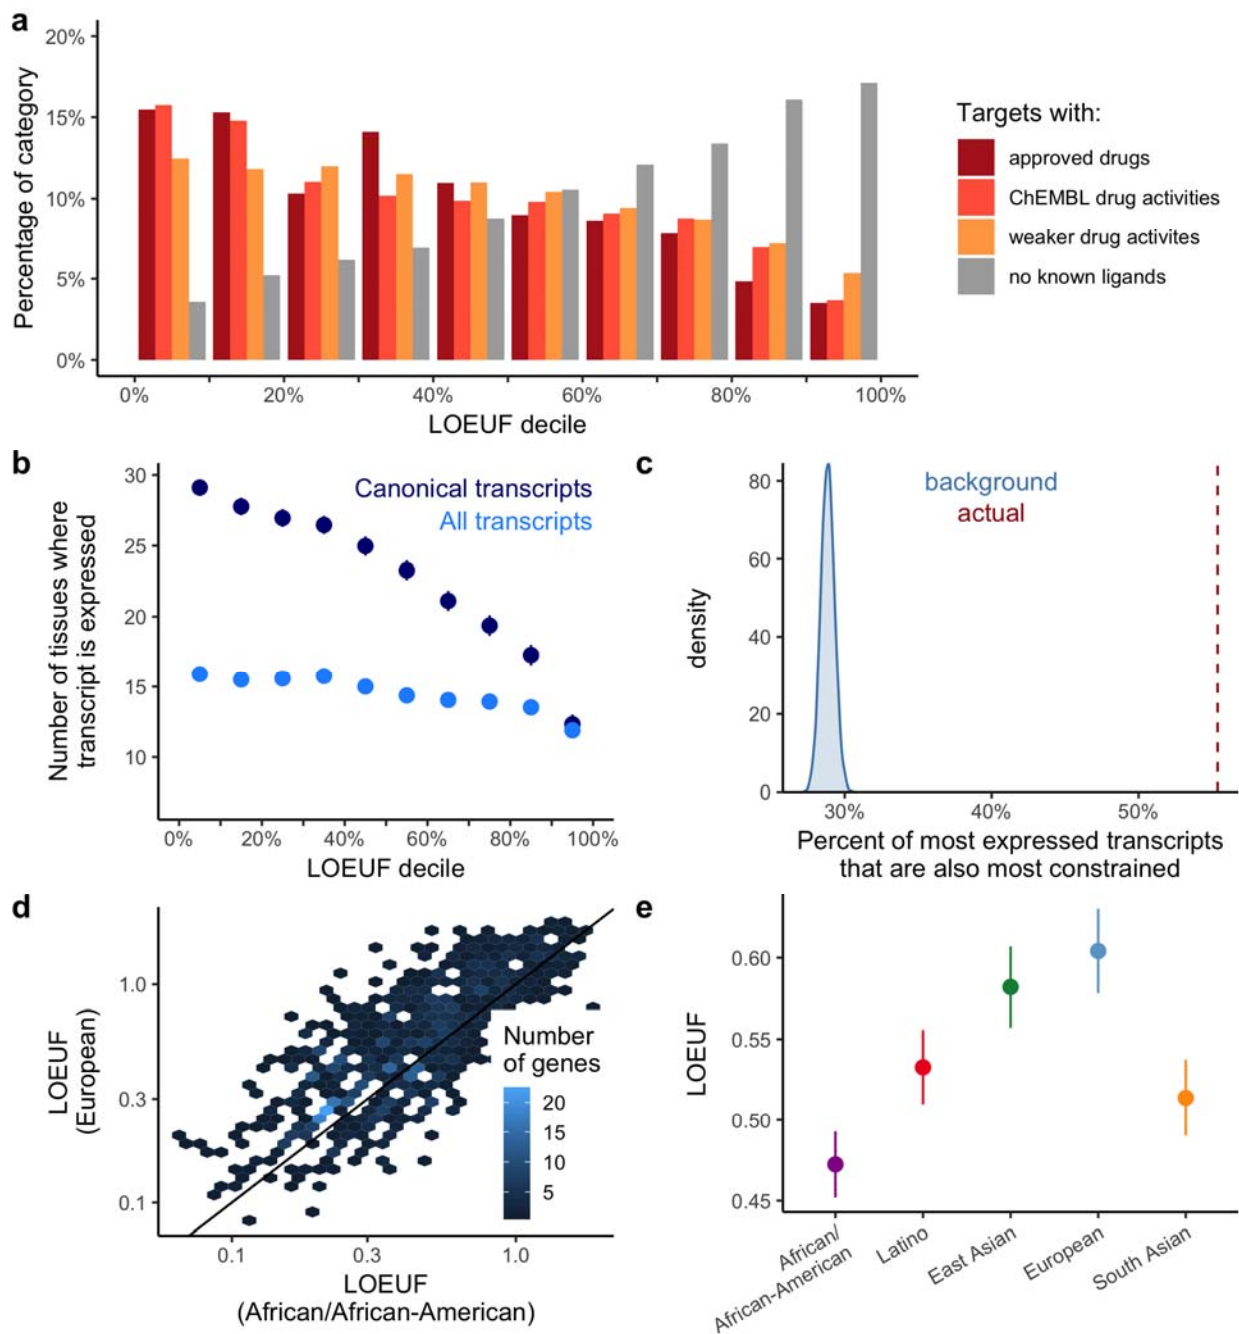 a
20%
15%
10%
5%
0%
Percentage of category
0%
20%
40%
60%
80%
100%
LOEUF decile
Targets with:
approved drugs
ChEMBL drug activities
weaker drug activites
no known ligands
b
30
25
20
15
10
Number of tissues where
transcript is expressed
Canonical transcripts
All transcripts
0%
20%
40%
60%
80%
100%
LOEUF decile
c
80
60
40
20
0
density
background
actual
30%
40%
50%
Percent of most expressed transcripts
that are also most constrained
d
1.0
0.3
0.1
LOEUF
(European)
Number
of genes
20
15
10
5
0.1
0.3
1.0
LOEUF
(African/African-American)
e
0.60
0.55
0.50
0.45
LOEUF
African/
African-American
Latino
East Asian
European
South Asian